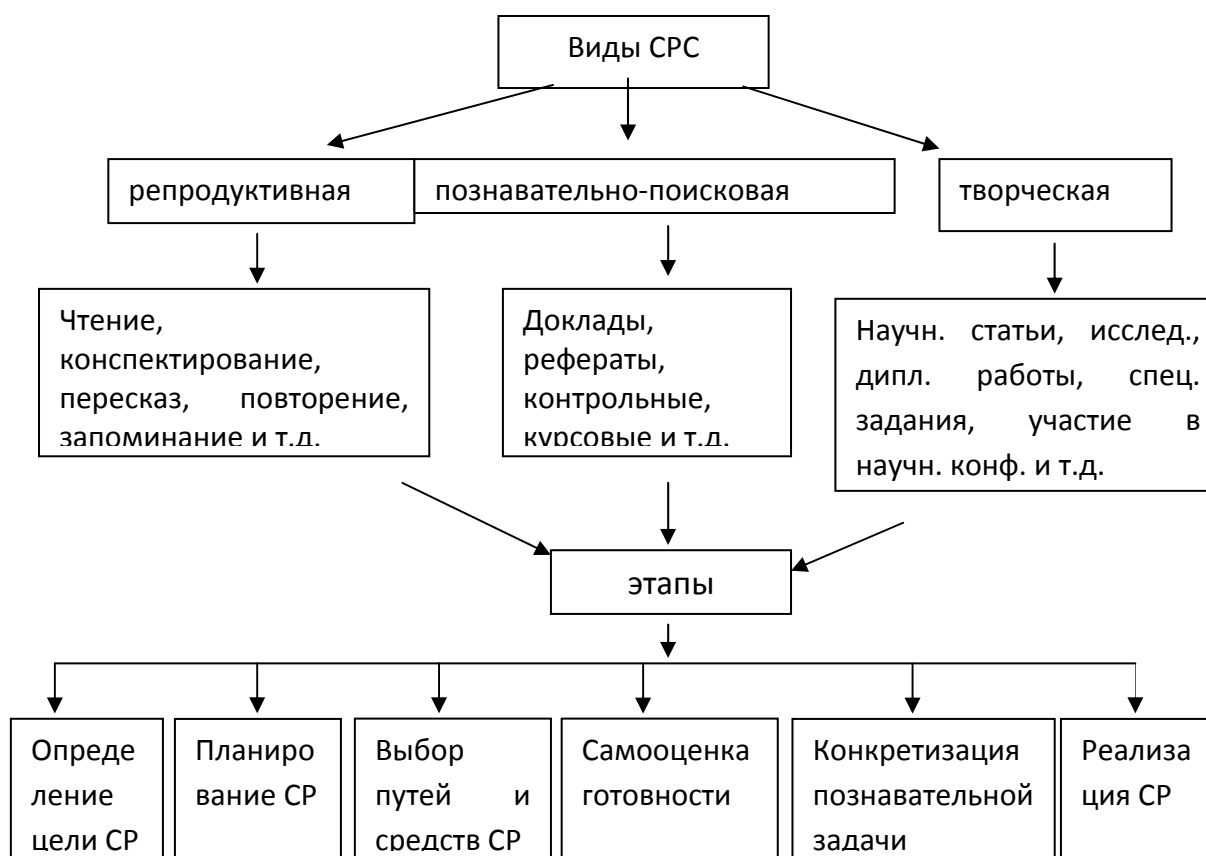 Виды СРС
репродуктивная
познавательно-поисковая
творческая
Чтение,
конспектирование,
пересказ, повторение,
запоминание и т.д.
Доклады,
рефераты,
контрольные,
курсовые и т.д.
Научн. статьи, исслед.,
дипл. работы, спец.
задания, участие в
научн. конф. и т.д.
этапы
Опреде
ление
цели СР
Планиро
вание СР
Выбор
путей и
средств СР
Самооценка
готовности
Конкретизация
познавательной
задачи
Реализа
ция СР